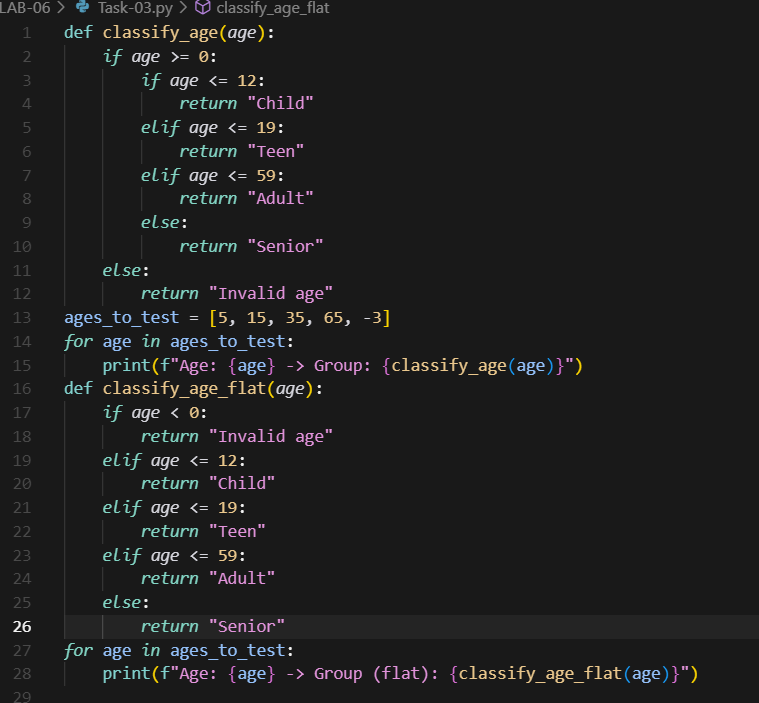 LAB-06 > Task-03.py > classify_age_flat
1 def classify_age(age):
2     if age >= 0:
3         if age <= 12:
4             return "Child"
5         elif age <= 19:
6             return "Teen"
7         elif age <= 59:
8             return "Adult"
9         else:
10             return "Senior"
11     else:
12         return "Invalid age"
13 ages_to_test = [5, 15, 35, 65, -3]
14 for age in ages_to_test:
15     print(f"Age: {age} -> Group: {classify_age(age)}")
16 def classify_age_flat(age):
17     if age < 0:
18         return "Invalid age"
19     elif age <= 12:
20         return "Child"
21     elif age <= 19:
22         return "Teen"
23     elif age <= 59:
24         return "Adult"
25     else:
26         return "Senior"
27 for age in ages_to_test:
28     print(f"Age: {age} -> Group (flat): {classify_age_flat(age)}")
29